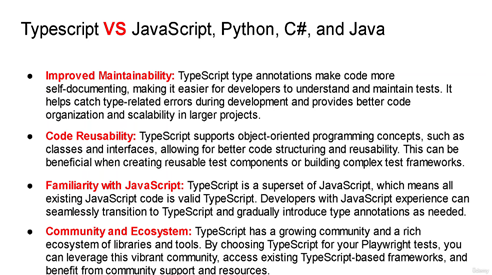 Typescript VS JavaScript, Python, C#, and Java
● Improved Maintainability: TypeScript type annotations make code more
self-documenting, making it easier for developers to understand and maintain tests. It
helps catch type-related errors during development and provides better code
organization and scalability in larger projects.
● Code Reusability: TypeScript supports object-oriented programming concepts, such as
classes and interfaces, allowing for better code structuring and reusability. This can be
beneficial when creating reusable test components or building complex test frameworks.
● Familiarity with JavaScript: TypeScript is a superset of JavaScript, which means all
existing JavaScript code is valid TypeScript. Developers with JavaScript experience can
seamlessly transition to TypeScript and gradually introduce type annotations as needed.
● Community and Ecosystem: TypeScript has a growing community and a rich
ecosystem of libraries and tools. By choosing TypeScript for your Playwright tests, you
can leverage this vibrant community, access existing TypeScript-based frameworks, and
benefit from community support and resources.
Udemy